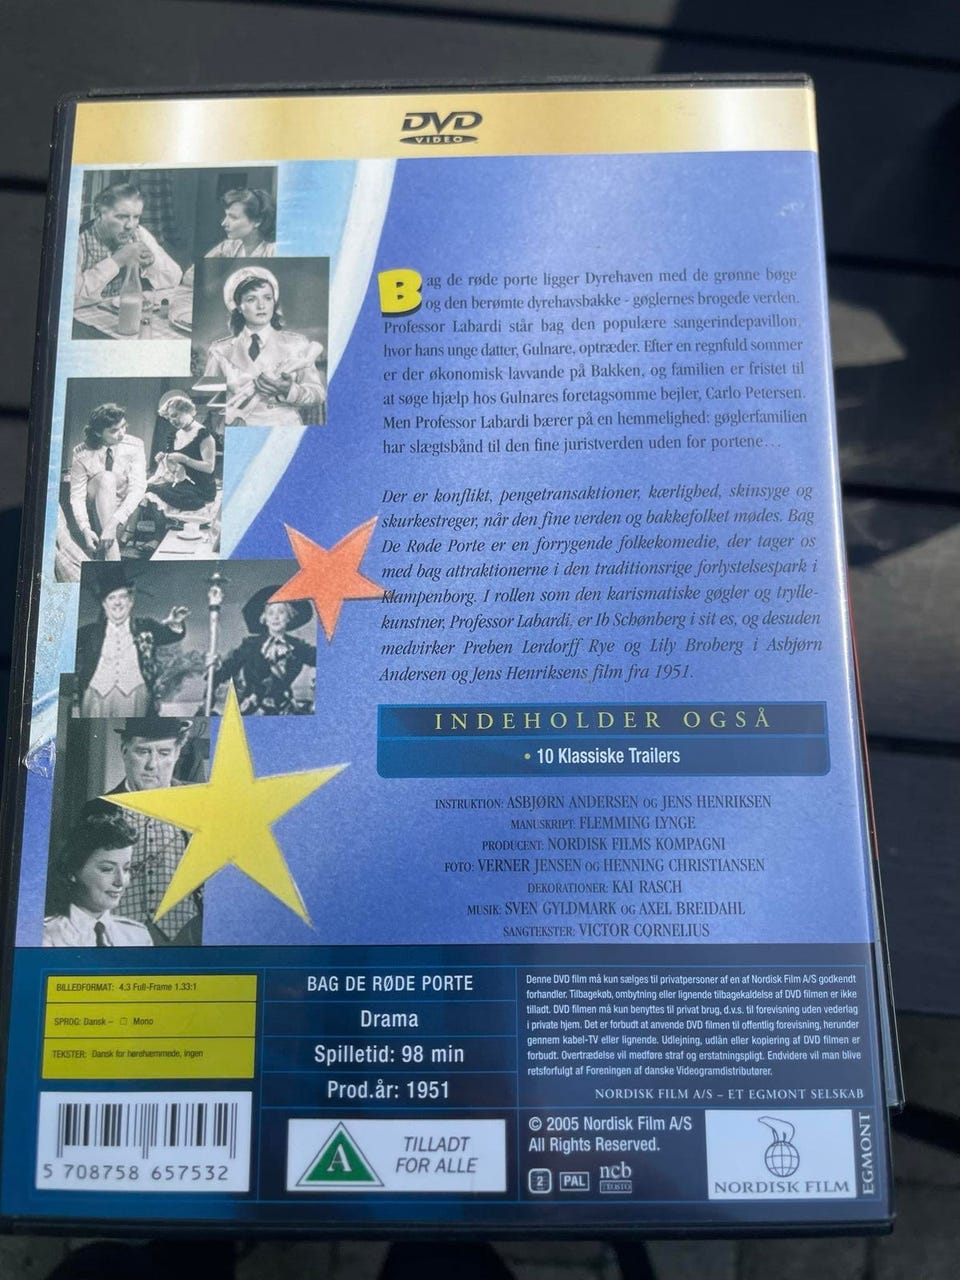 DVD
VIDEO
Bag de røde porte ligger Dyrehaven med de grønne bøge
og den berømte dyrehavsbakke - gøglernes brogede verden.
Professor Labardi står bag den populære sangerindepavillon,
hvor hans unge datter, Gulnare, optræder. Efter en regnfuld sommer
er der økonomisk lavvande på Bakken, og familien er fristet til
at søge hjælp hos Gulnares foretagsomme bejler, Carlo Petersen.
Men Professor Labardi bærer på en hemmelighed: gøglerfamilien
har slægtsbånd til den fine juristverden uden for portene...
Der er konflikt, pengetransaktioner, kærlighed, skinsyge og
skurkestreger, når den fine verden og bakkefolket mødes. Bag
De Røde Porte er en forrygende folkekomedie, der tager os
med bag attraktionerne i den traditionsrige forlystelsespark i
Klampenborg. I rollen som den karismatiske gøgler og trylle-
kunstner, Professor Labardi, er Ib Schønberg i sit es, og desuden
medvirker Preben Lerdorff Rye og Lily Broberg i Asbjørn
Andersen og Jens Henriksens film fra 1951.
INDEHOLDER OGSÅ
• 10 Klassiske Trailers
INSTRUKTION: ASBJØRN ANDERSEN OG JENS HENRIKSEN
MANUSKRIPT: FLEMMING LYNGE
PRODUCENT: NORDISK FILMS KOMPAGNI
FOTO: VERNER JENSEN OG HENNING CHRISTIANSEN
DEKORATIONER: KAI RASCH
MUSIK: SVEN GYLDMARK OG AXEL BREIDAHL
SANGTEKSTER: VICTOR CORNELIUS
BILLEDFORMAT: 4:3 Full-Frame 1.33:1
SPROG: Dansk – Mono
TEKSTER: Dansk for hørehæmmede, ingen
5 708758 657532
BAG DE RØDE PORTE
Drama
Spilletid: 98 min
Prod.år: 1951
A
TILLADT
FOR ALLE
Denne DVD film må kun sælges til privatpersoner af en af Nordisk Film A/S godkendt
forhandler. Tilbagekøb, ombytning eller lignende tilbagekaldelse af DVD filmen er ikke
tilladt. DVD filmen må kun benyttes til privat brug, d.v.s. til forevisning uden vederlag
i private hjem. Det er forbudt at anvende DVD filmen til offentlig forevisning, herunder
gennem kabel-TV eller lignende. Udlejning, udlån eller kopiering af DVD filmen er
forbudt. Overtrædelse vil medføre straf og erstatningspligt. Endvidere vil man blive
retsforfulgt af Foreningen af danske Videogramdistributører.
NORDISK FILM A/S – ET EGMONT SELSKAB
© 2005 Nordisk Film A/S
All Rights Reserved.
2
PAL
ncb
TEOSTO
NORDISK FILM
EGMONT